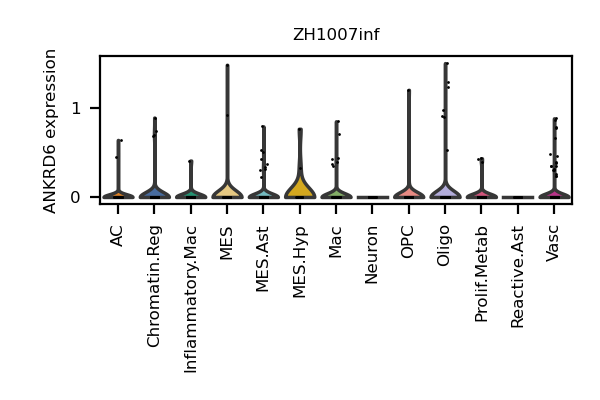 ZH1007inf
ANKRD6 expression
1
0
AC
Chromatin.Reg
Inflammatory.Mac
MES
MES.Ast
MES.Hyp
Mac
Neuron
OPC
Oligo
Prolif.Metab
Reactive.Ast
Vasc